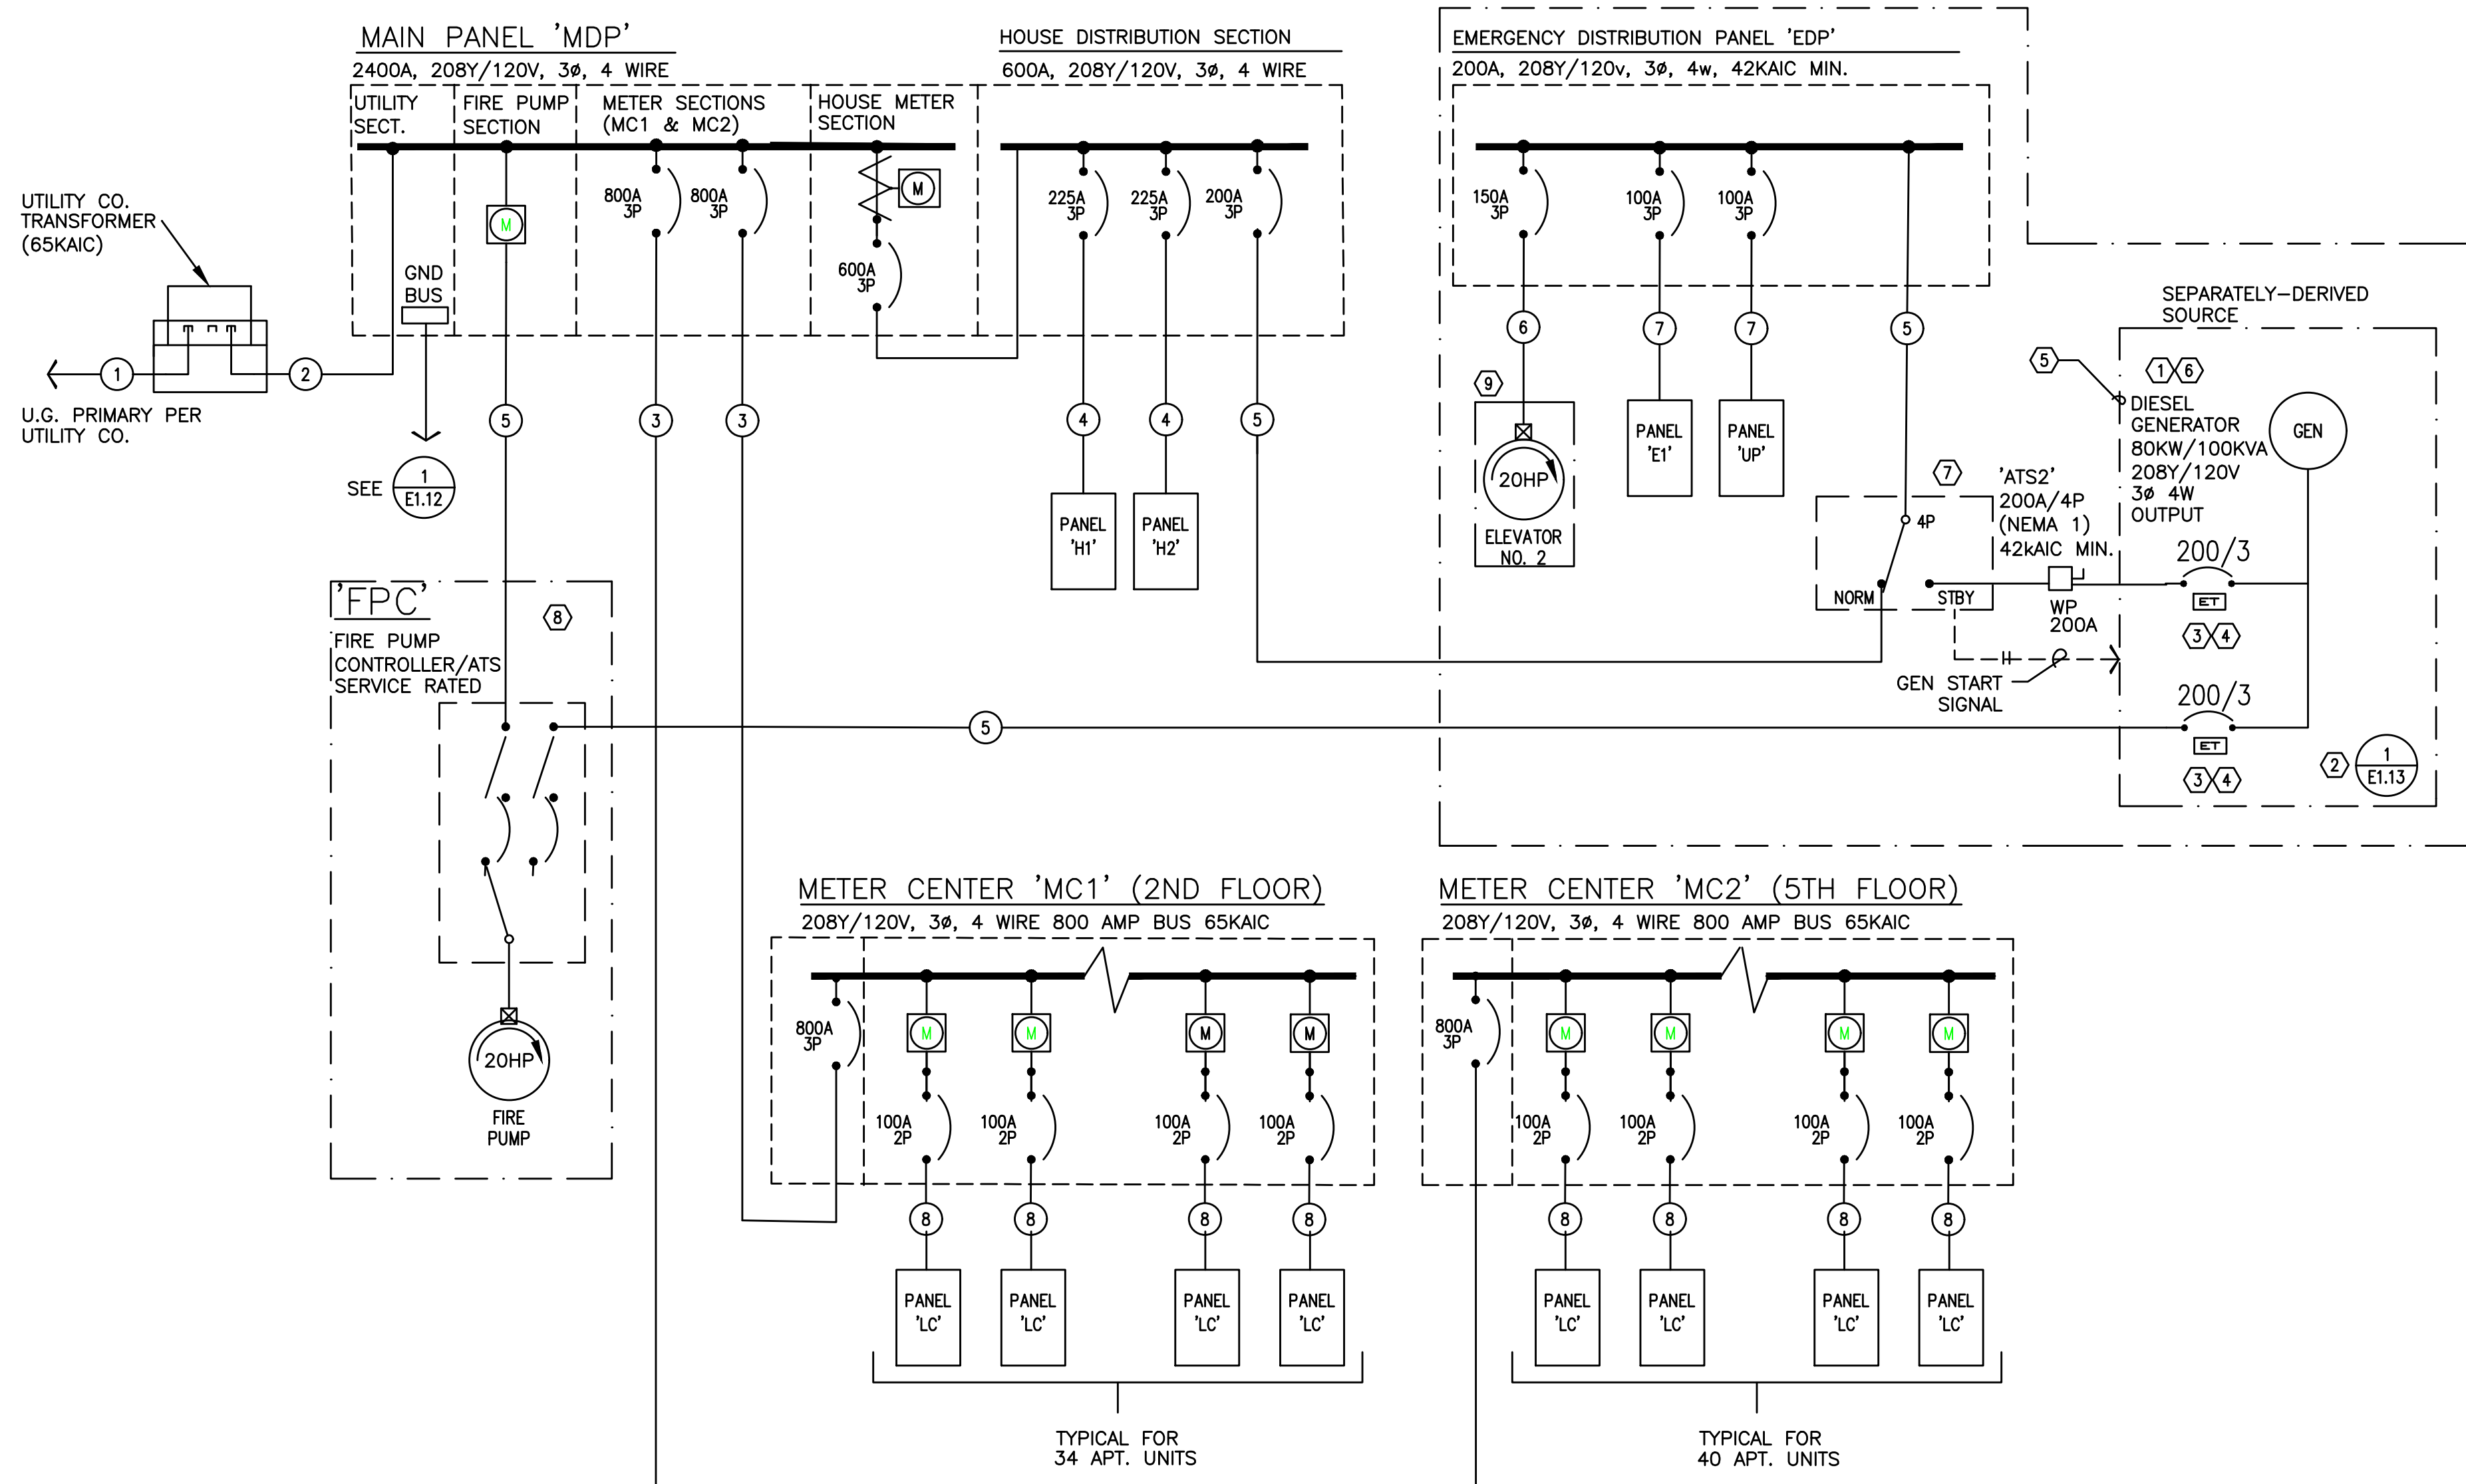 MAIN PANEL 'MDP'
2400A, 208Y/120V, 3ø, 4 WIRE
UTILITY
SECT.
FIRE PUMP
SECTION
METER SECTIONS
(MC1 & MC2)
HOUSE METER
SECTION
HOUSE DISTRIBUTION SECTION
600A, 208Y/120V, 3ø, 4 WIRE
EMERGENCY DISTRIBUTION PANEL 'EDP'
200A, 208Y/120v, 3ø, 4w, 42KAIC MIN.
UTILITY CO.
TRANSFORMER
(65KAIC)
M
800A
3P
800A
3P
M
600A
3P
225A
3P
225A
3P
200A
3P
150A
3P
100A
3P
100A
3P
GND
BUS
1
2
U.G. PRIMARY PER
UTILITY CO.
SEE
1
E1.12
5
3
3
4
4
5
6
7
7
5
PANEL
'H1'
PANEL
'H2'
9
20HP
ELEVATOR
NO. 2
PANEL
'E1'
PANEL
'UP'
SEPARATELY-DERIVED
SOURCE
5
1
6
DIESEL
GENERATOR
80KW/100KVA
208Y/120V
3ø 4W
OUTPUT
GEN
7
'ATS2'
200A/4P
(NEMA 1)
42kAIC MIN.
4P
NORM
STBY
WP
200A
200/3
ET
3
4
GEN START
SIGNAL
200/3
ET
3
4
2
1
E1.13
'FPC'
8
FIRE PUMP
CONTROLLER/ATS
SERVICE RATED
5
20HP
FIRE
PUMP
METER CENTER 'MC1' (2ND FLOOR)
208Y/120V, 3ø, 4 WIRE 800 AMP BUS 65KAIC
800A
3P
M
M
M
M
100A
2P
100A
2P
100A
2P
100A
2P
8
8
8
8
PANEL
'LC'
PANEL
'LC'
PANEL
'LC'
PANEL
'LC'
TYPICAL FOR
34 APT. UNITS
METER CENTER 'MC2' (5TH FLOOR)
208Y/120V, 3ø, 4 WIRE 800 AMP BUS 65KAIC
800A
3P
M
M
M
M
100A
2P
100A
2P
100A
2P
100A
2P
8
8
8
8
PANEL
'LC'
PANEL
'LC'
PANEL
'LC'
PANEL
'LC'
TYPICAL FOR
40 APT. UNITS